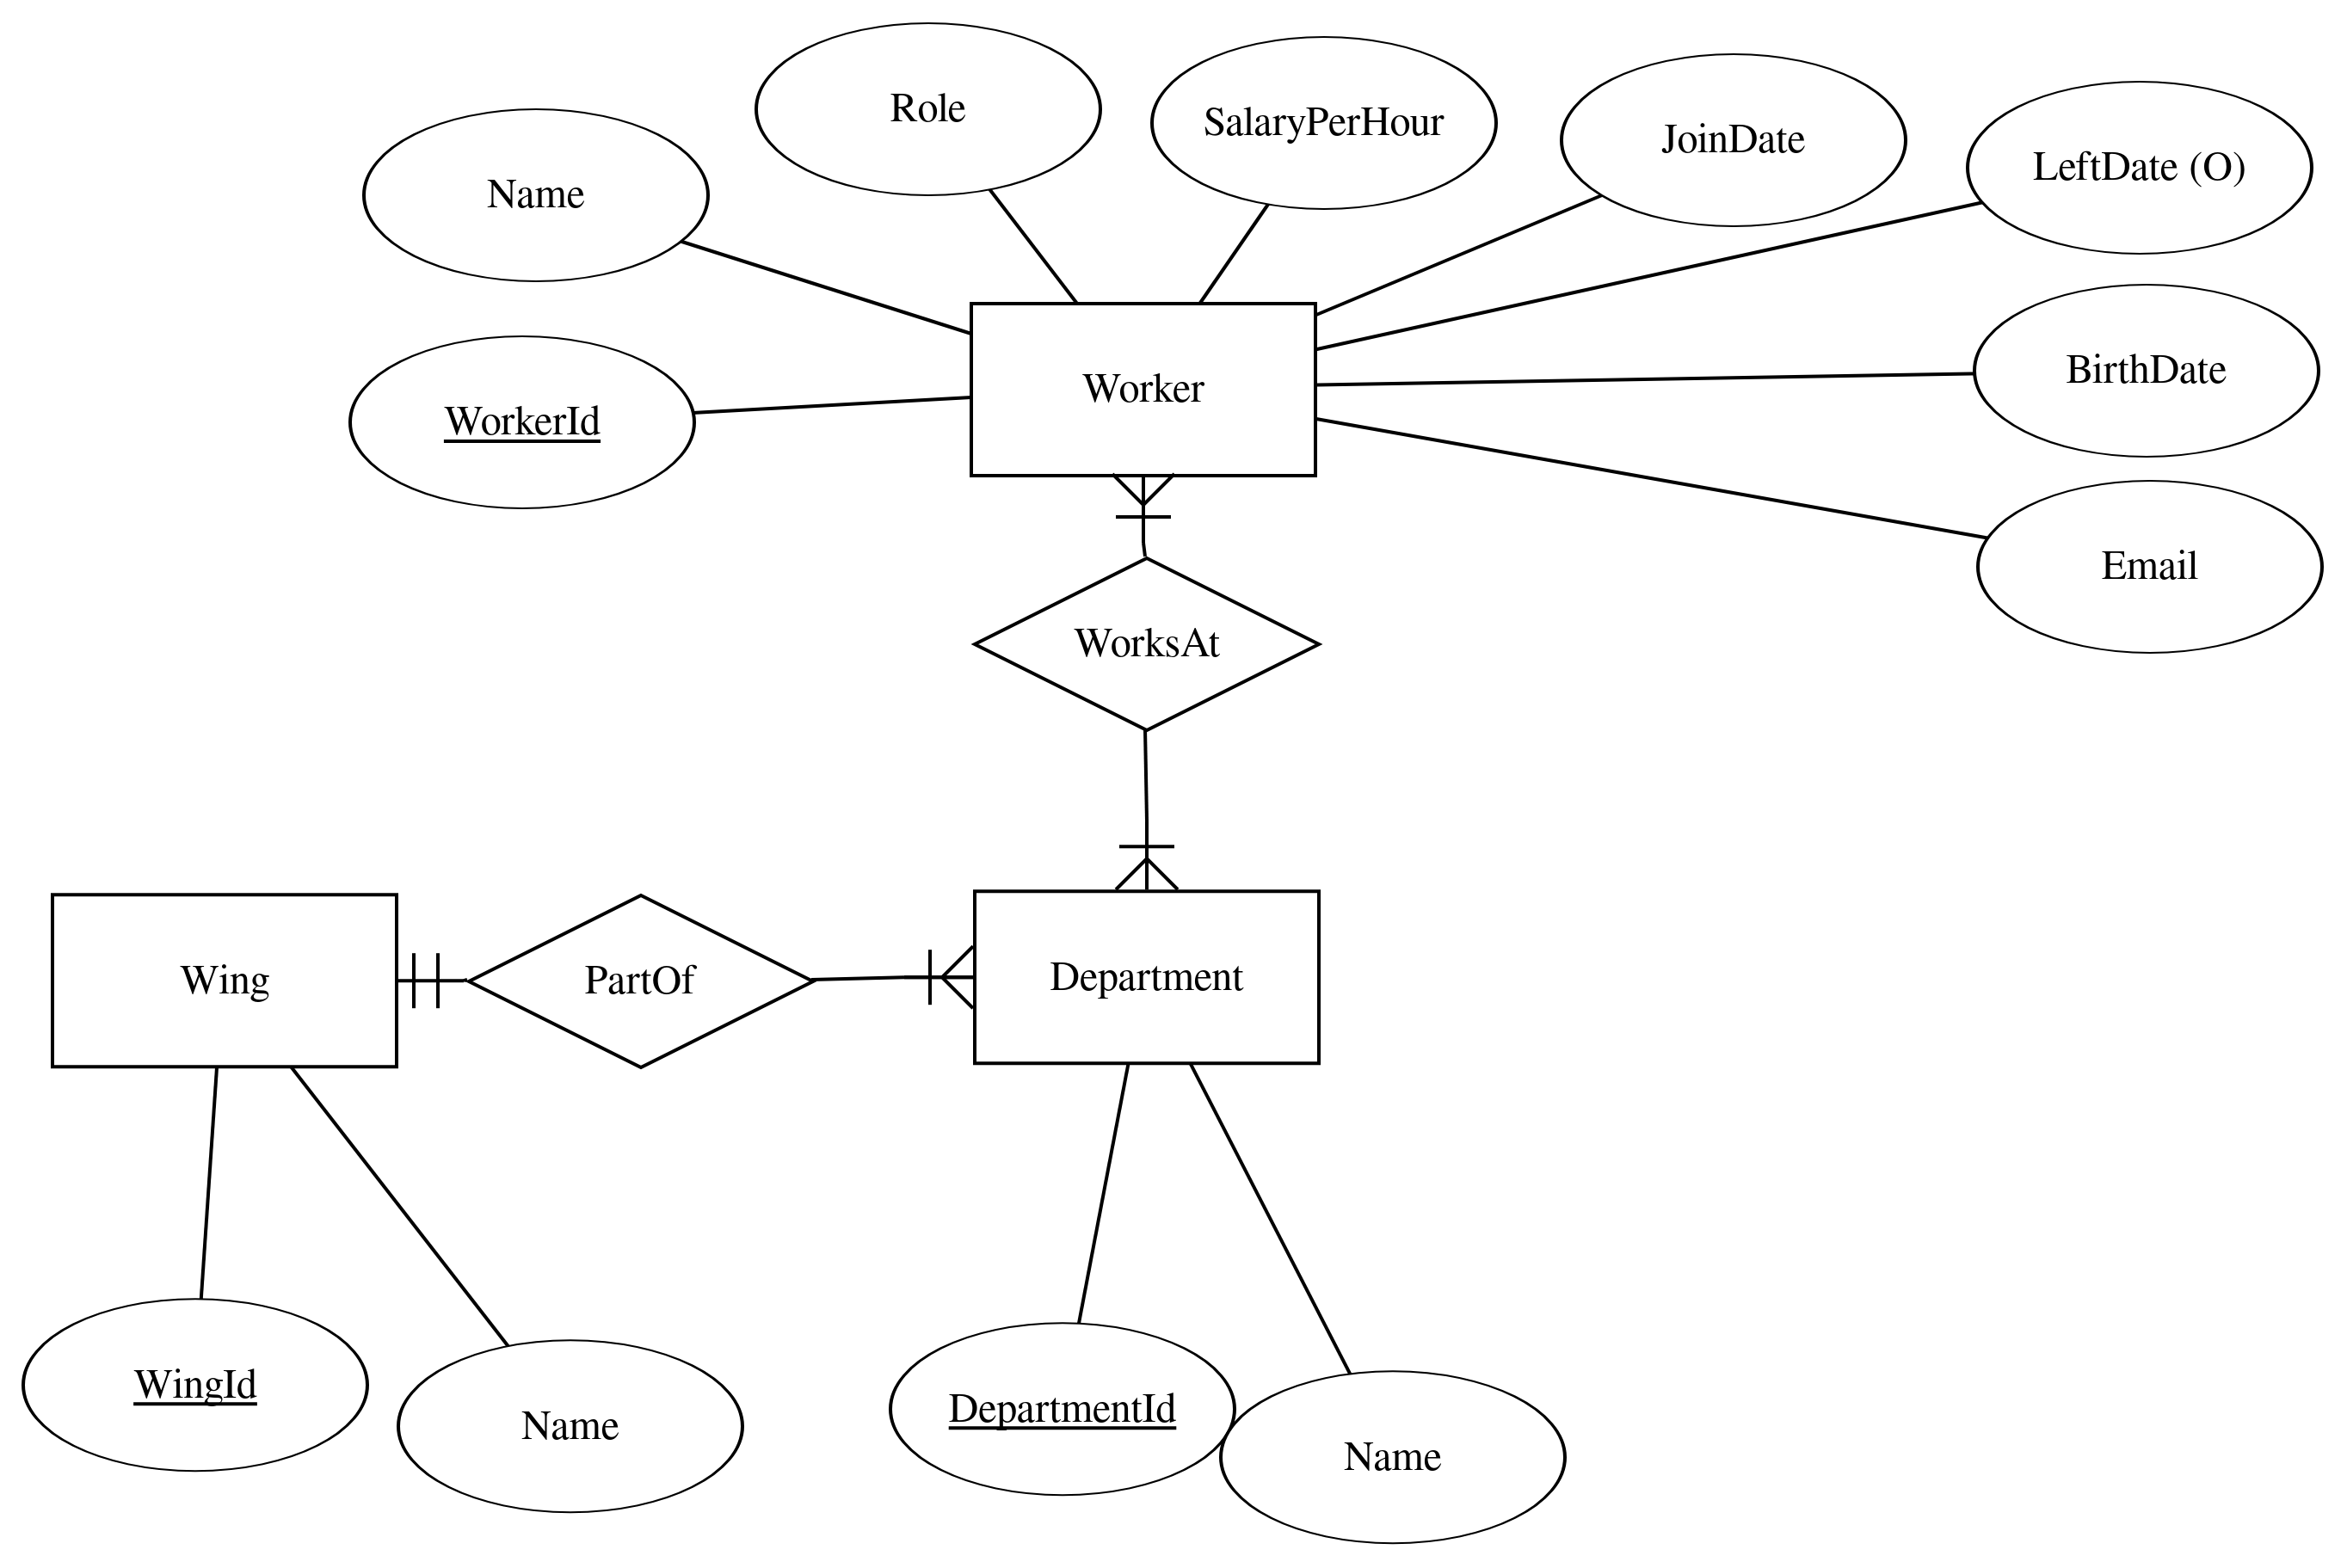 Role
SalaryPerHour
JoinDate
LeftDate (O)
Name
BirthDate
Worker
WorkerId
Email
WorksAt
Wing
PartOf
Department
WingId
Name
DepartmentId
Name